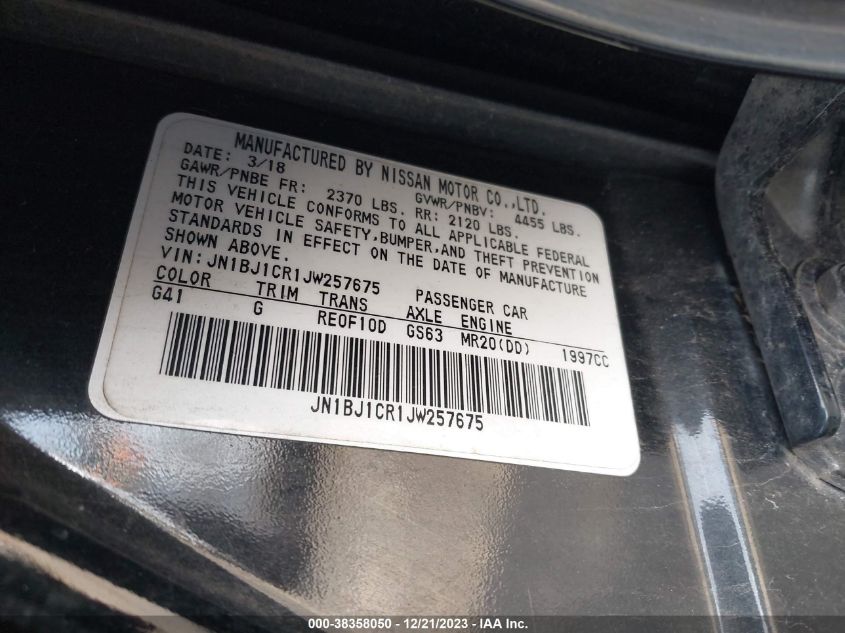 MANUFACTURED BY NISSAN MOTOR CO.,LTD.
DATE: 3/18 GVWR/PNBV: 4455 LBS.
GAWR/PNBE FR: 2370 LBS. RR: 2120 LBS.
THIS VEHICLE CONFORMS TO ALL APPLICABLE FEDERAL
MOTOR VEHICLE SAFETY,BUMPER,AND THEFT PREVENTION
STANDARDS IN EFFECT ON THE DATE OF MANUFACTURE
SHOWN ABOVE.
VIN:JN1BJ1CR1JW257675 PASSENGER CAR
COLOR TRIM TRANS AXLE ENGINE
G41 G RE0F10D GS63 MR20(DD) 1997CC
JN1BJ1CR1JW257675
000-38358050 - 12/21/2023 - IAA Inc.